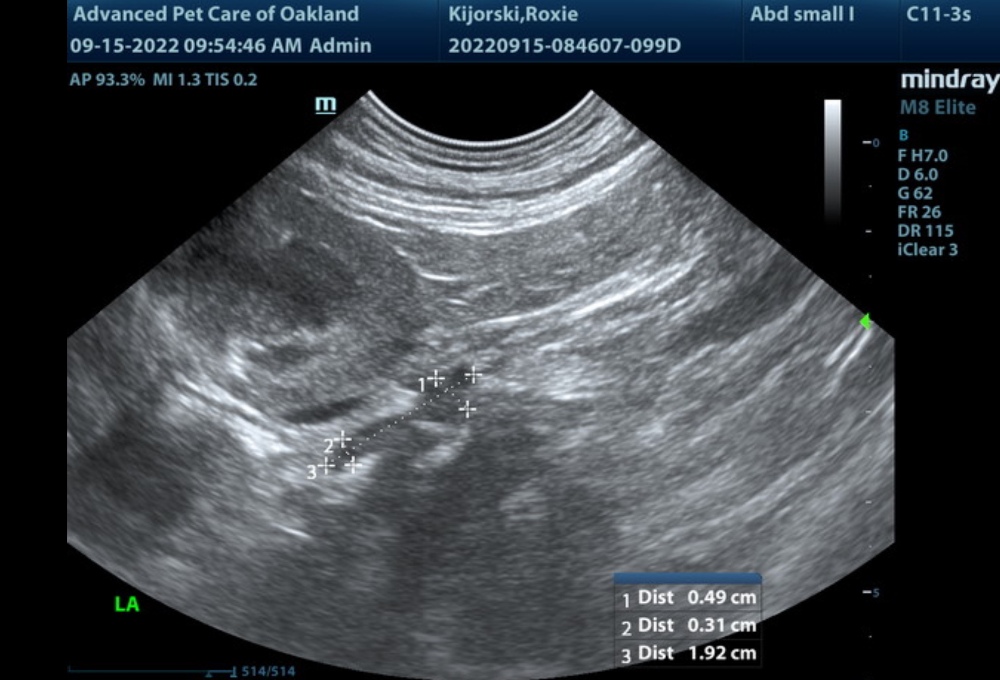 Advanced Pet Care of Oakland
Kijorski,Roxie
Abd small I
C11-3s
09-15-2022 09:54:46 AM Admin
20220915-084607-099D
AP 93.3% MI 1.3 TIS 0.2
m
mindray
M8 Elite
B
F H7.0
D 6.0
G 62
FR 26
DR 115
iClear 3
0
1
2
3
5
LA
1 Dist 0.49 cm
2 Dist 0.31 cm
3 Dist 1.92 cm
514/514